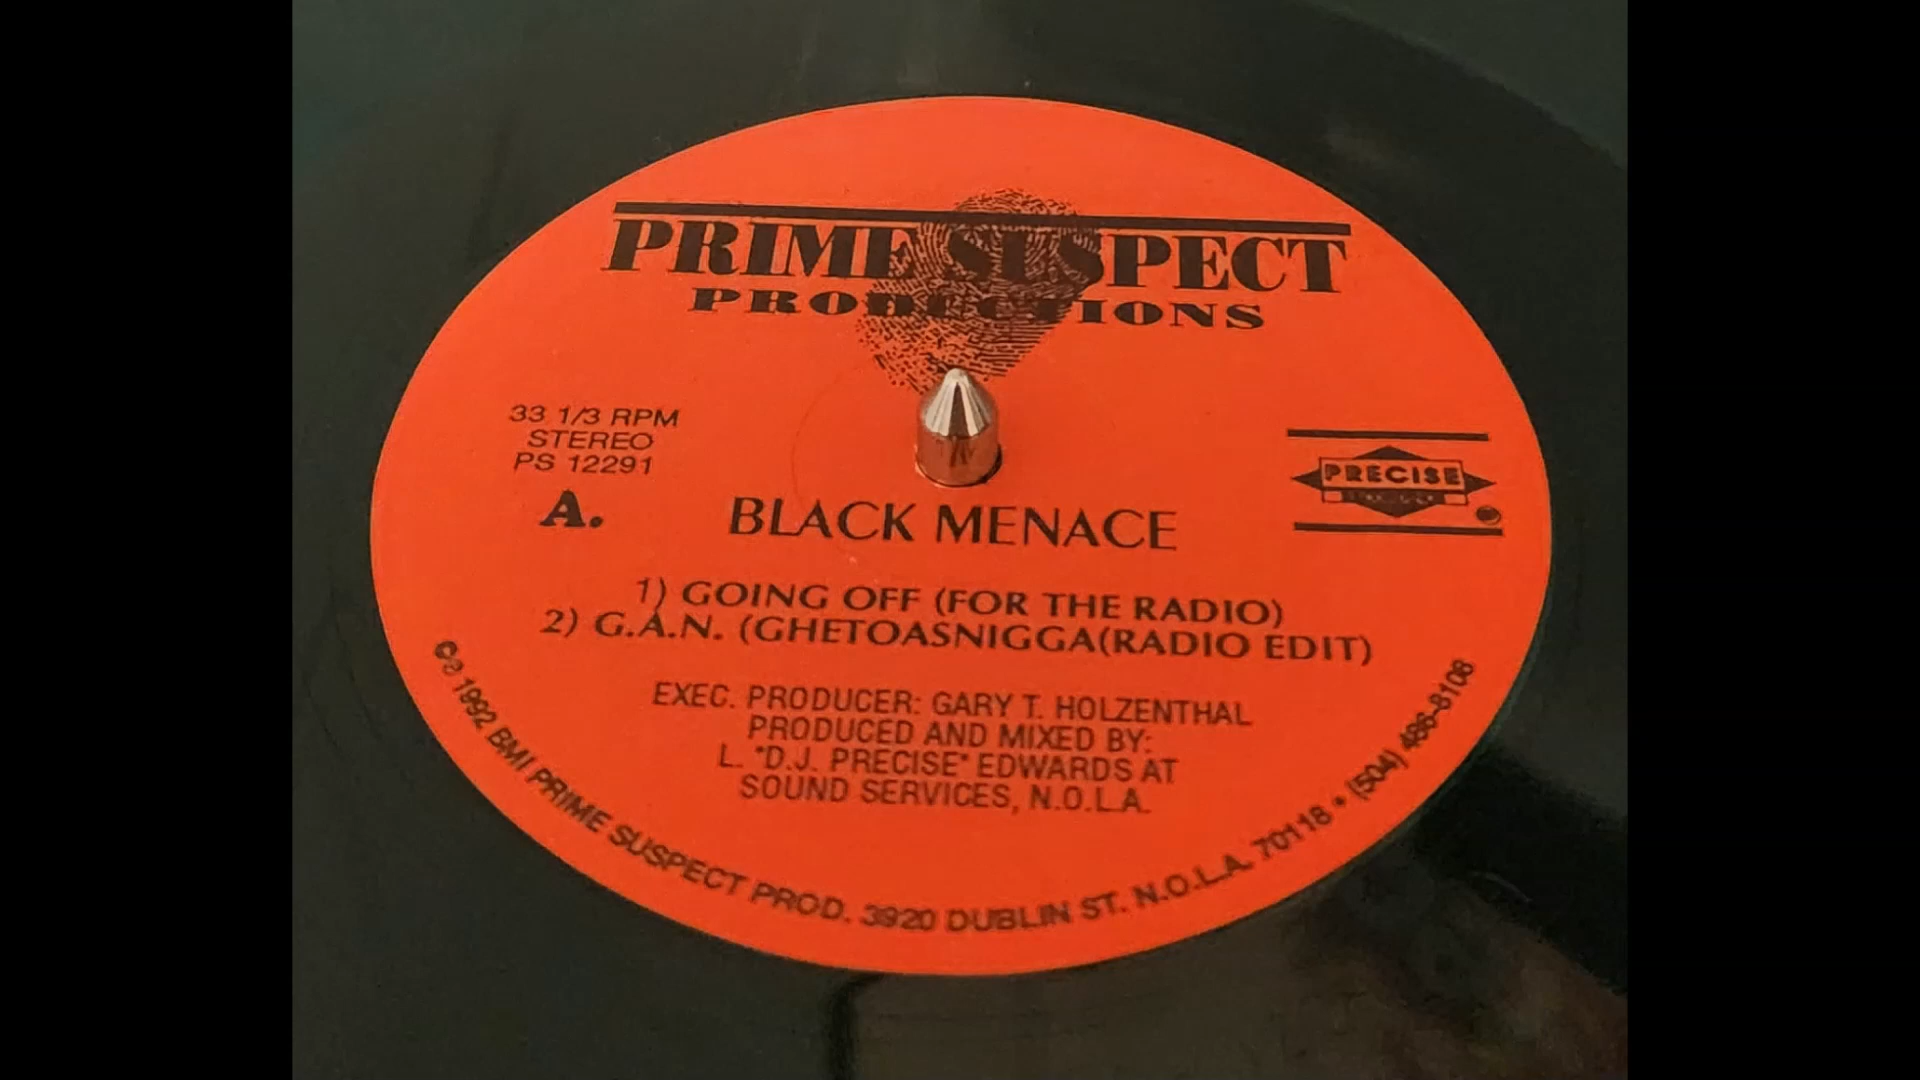 PRIME SUSPECT
PRODUCTIONS
33 1/3 RPM
STEREO
PS 12291
A.
PRECISE
BLACK MENACE
1) GOING OFF (FOR THE RADIO)
2) G.A.N. (GHETOASNIGGA(RADIO EDIT)
EXEC. PRODUCER: GARY T. HOLZENTHAL
PRODUCED AND MIXED BY:
L. "D.J. PRECISE" EDWARDS AT
SOUND SERVICES, N.O.L.A.
©℗ 1992 BMI PRIME SUSPECT PROD. 3920 DUBLIN ST. N.O.L.A. 70118 • (504) 486-8108